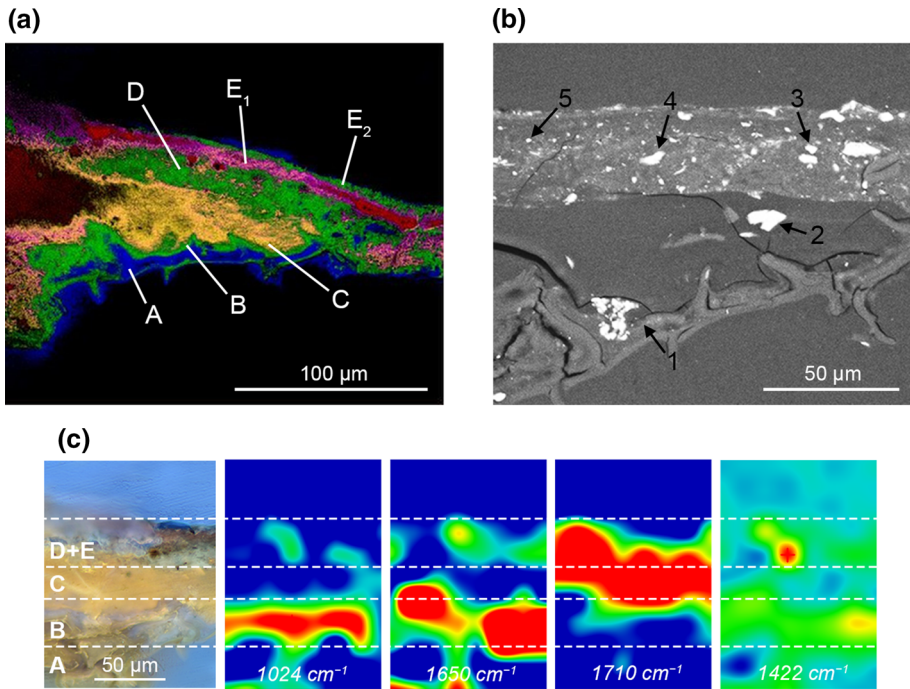 (a)
D
E₁
E₂
A
B
C
100 µm
(b)
5
4
3
2
1
50 µm
(c)
D+E
C
B
A
50 µm
1024 cm⁻¹
1650 cm⁻¹
1710 cm⁻¹
1422 cm⁻¹